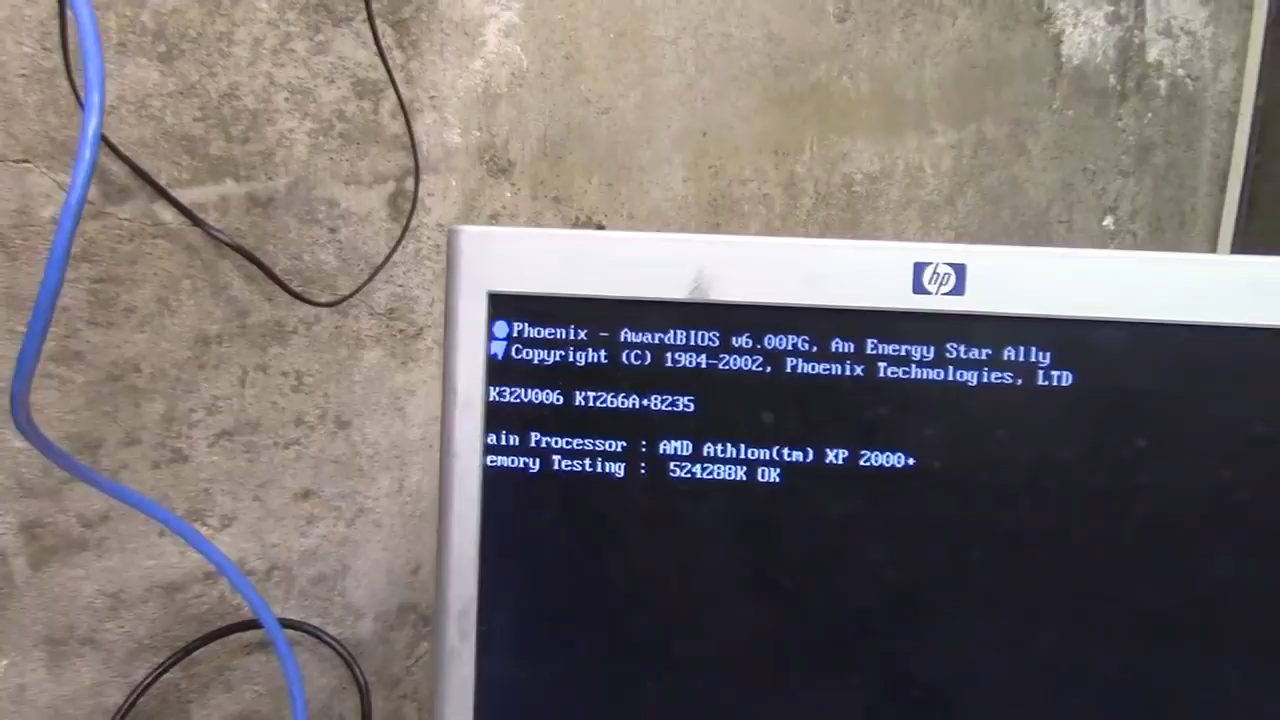 hp
Phoenix - AwardBIOS v6.00PG, An Energy Star Ally
Copyright (C) 1984-2002, Phoenix Technologies, LTD
K32V006 KT266A+8235
ain Processor : AMD Athlon(tm) XP 2000+
emory Testing : 524288K OK